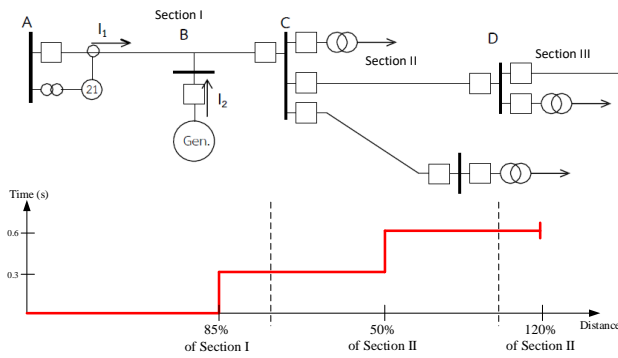 A
I1
B
Section I
C
Section II
D
Section III
21
I2
Gen.
Time (s)
0.6
0.3
85%
of Section I
50%
of Section II
120%
of Section II
Distance